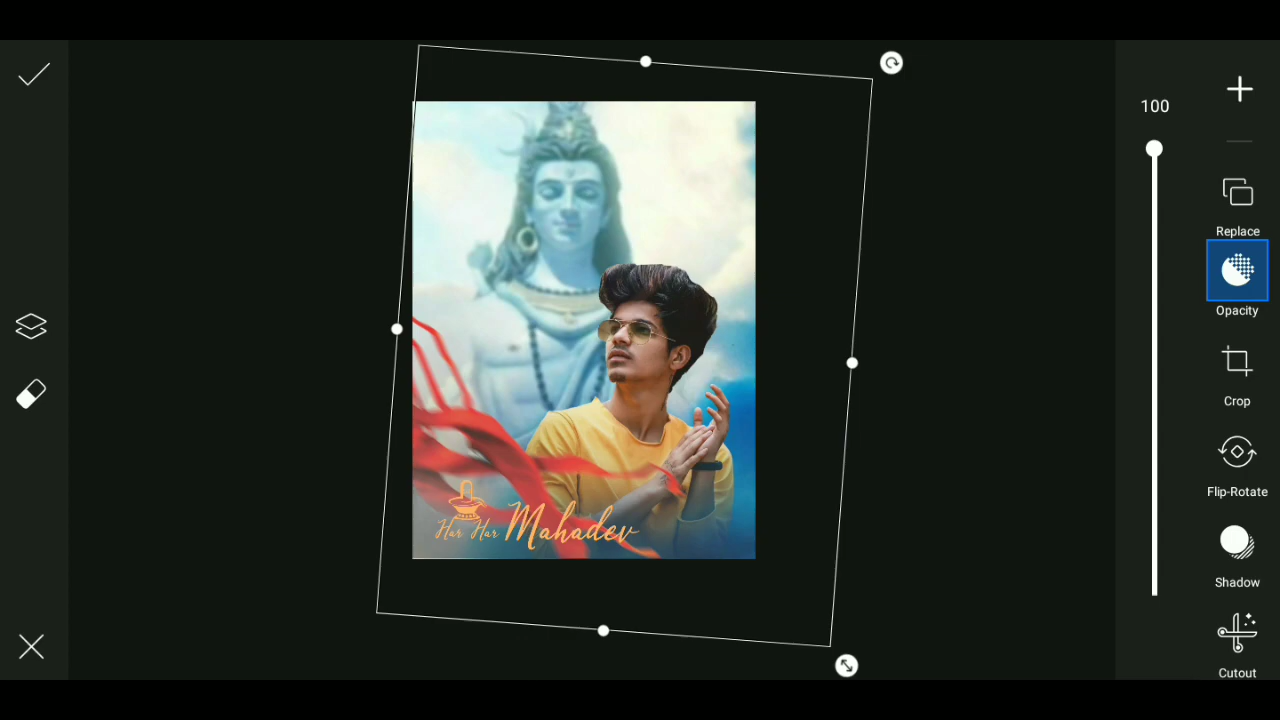 100
Replace
Opacity
Crop
Flip-Rotate
Shadow
Cutout
Har Har Mahadev